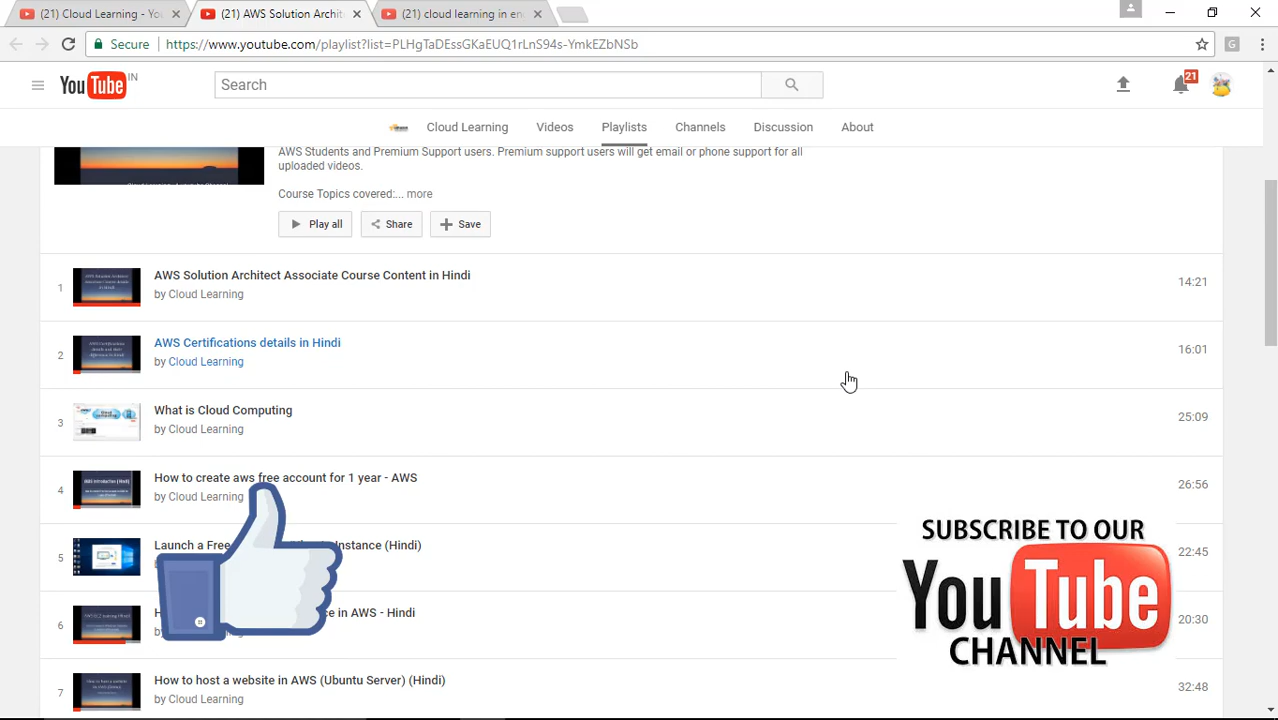 (21) Cloud Learning - Yo
(21) AWS Solution Archit
(21) cloud learning in en
Secure
https://www.youtube.com/playlist?list=PLHgTaDEssGKaEUQ1rLnS94s-YmkEZbNSb
G
YouTube IN
Search
21
Cloud Learning Videos Playlists Channels Discussion About
AWS Students and Premium Support users. Premium support users will get email or phone support for all
uploaded videos.
Course Topics covered:... more
Play all Share Save
1 AWS Solution Architect Associate Course Content in Hindi 14:21
by Cloud Learning
2 AWS Certifications details in Hindi 16:01
by Cloud Learning
3 What is Cloud Computing 25:09
by Cloud Learning
4 How to create aws free account for 1 year - AWS 26:56
by Cloud Learning
5 Launch a Free Instance (Hindi) 22:45
6 in AWS - Hindi 20:30
7 How to host a website in AWS (Ubuntu Server) (Hindi) 32:48
by Cloud Learning
SUBSCRIBE TO OUR
YouTube
CHANNEL